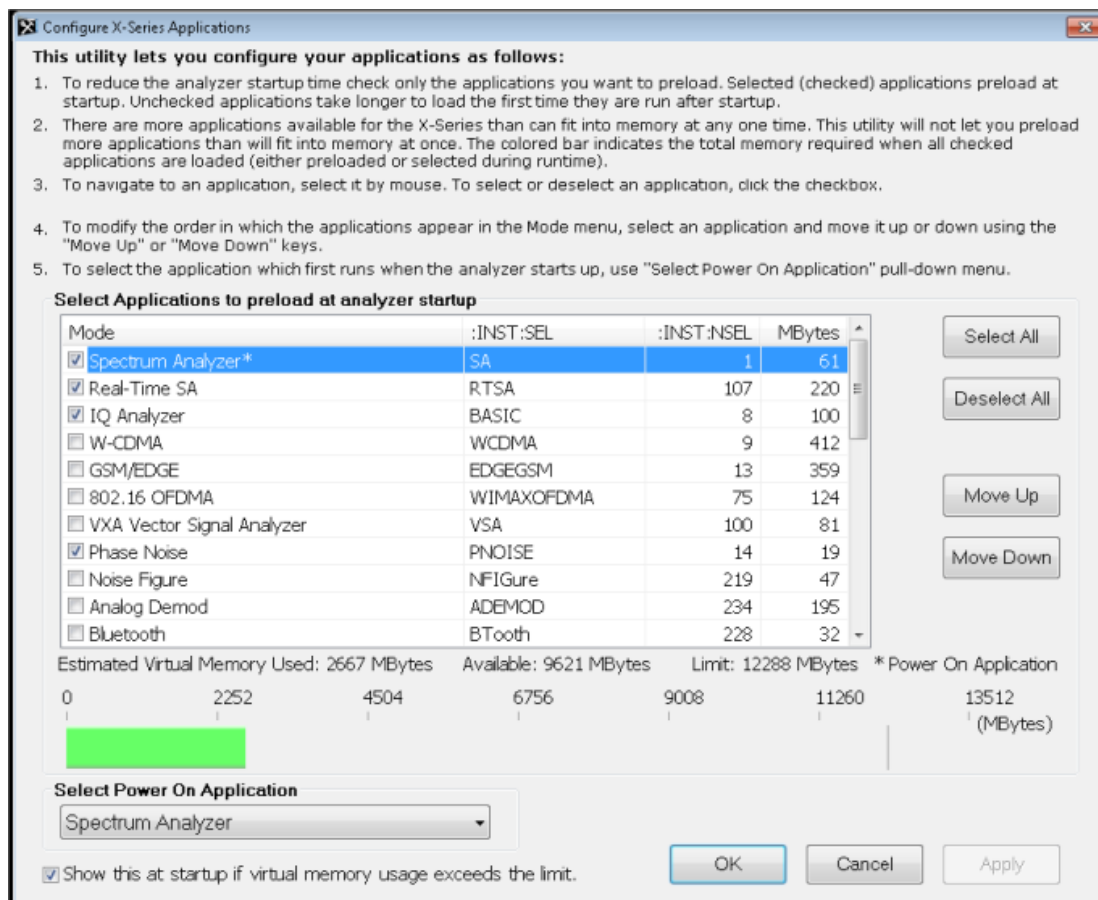 Configure X-Series Applications
This utility lets you configure your applications as follows:
1. To reduce the analyzer startup time check only the applications you want to preload. Selected (checked) applications preload at
startup. Unchecked applications take longer to load the first time they are run after startup.
2. There are more applications available for the X-Series than can fit into memory at any one time. This utility will not let you preload
more applications than will fit into memory at once. The colored bar indicates the total memory required when all checked
applications are loaded (either preloaded or selected during runtime).
3. To navigate to an application, select it by mouse. To select or deselect an application, click the checkbox.
4. To modify the order in which the applications appear in the Mode menu, select an application and move it up or down using the
"Move Up" or "Move Down" keys.
5. To select the application which first runs when the analyzer starts up, use "Select Power On Application" pull-down menu.
Select Applications to preload at analyzer startup
Mode :INST:SEL :INST:NSEL MBytes
Spectrum Analyzer* SA 1 61
Real-Time SA RTSA 107 220
IQ Analyzer BASIC 8 100
W-CDMA WCDMA 9 412
GSM/EDGE EDGEGSM 13 359
802.16 OFDMA WIMAXOFDMA 75 124
VXA Vector Signal Analyzer VSA 100 81
Phase Noise PNOISE 14 19
Noise Figure NFIGure 219 47
Analog Demod ADEMOD 234 195
Bluetooth BTooth 228 32
Select All
Deselect All
Move Up
Move Down
Estimated Virtual Memory Used: 2667 MBytes Available: 9621 MBytes Limit: 12288 MBytes * Power On Application
0 2252 4504 6756 9008 11260 13512
(MBytes)
Select Power On Application
Spectrum Analyzer
Show this at startup if virtual memory usage exceeds the limit.
OK Cancel Apply